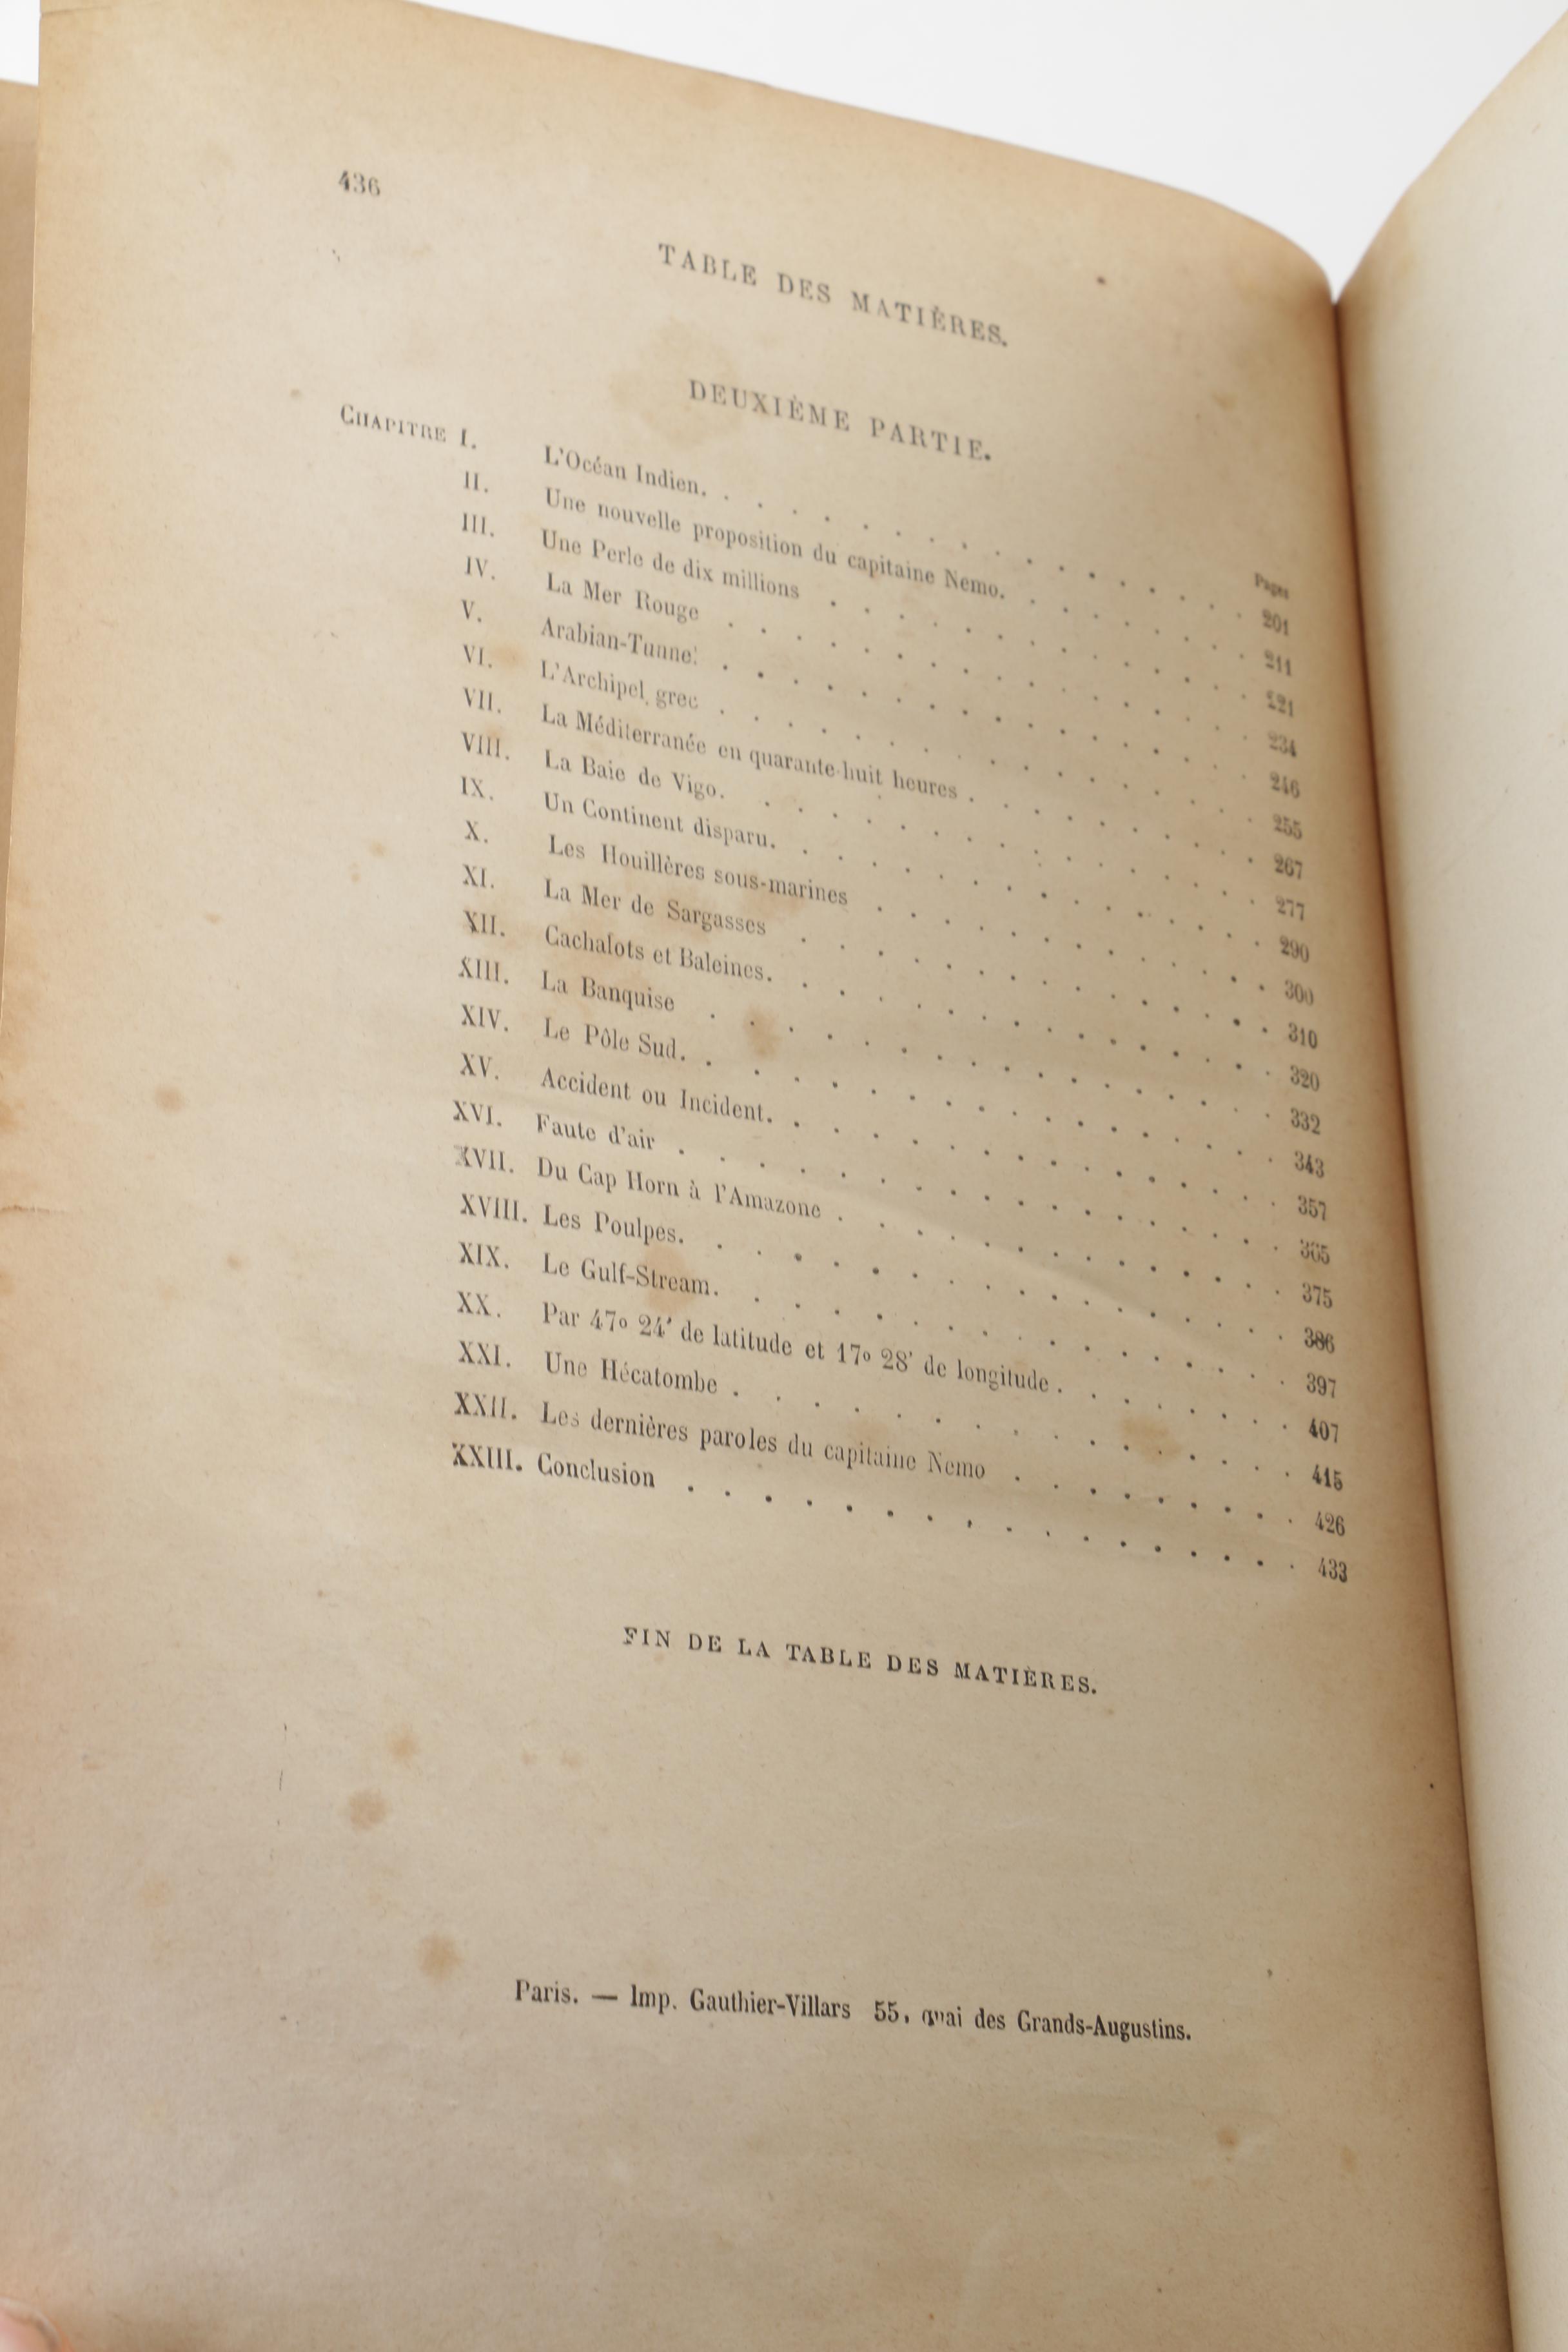 436
TABLE DES MATIÈRES.
DEUXIÈME PARTIE.
Pages
CHAPITRE I. L'Océan Indien. . . . . . . . . . . . . . . . . 201
II. Une nouvelle proposition du capitaine Nemo. . . . . . . . 211
III. Une Perle de dix millions . . . . . . . . . . . . . 221
IV. La Mer Rouge . . . . . . . . . . . . . . . . 234
V. Arabian-Tunnel . . . . . . . . . . . . . . . . 246
VI. L'Archipel grec . . . . . . . . . . . . . . . . 255
VII. La Méditerranée en quarante-huit heures . . . . . . . . . 267
VIII. La Baie de Vigo. . . . . . . . . . . . . . . . 277
IX. Un Continent disparu. . . . . . . . . . . . . . 290
X. Les Houillères sous-marines . . . . . . . . . . . . 300
XI. La Mer de Sargasses . . . . . . . . . . . . . . 310
XII. Cachalots et Baleines. . . . . . . . . . . . . . 320
XIII. La Banquise . . . . . . . . . . . . . . . . 332
XIV. Le Pôle Sud. . . . . . . . . . . . . . . . . 343
XV. Accident ou Incident. . . . . . . . . . . . . . 357
XVI. Faute d'air . . . . . . . . . . . . . . . . . 365
XVII. Du Cap Horn à l'Amazone . . . . . . . . . . . . . 375
XVIII. Les Poulpes. . . . . . . . . . . . . . . . . 386
XIX. Le Gulf-Stream. . . . . . . . . . . . . . . . 397
XX. Par 47o 24' de latitude et 17o 28' de longitude . . . . . . . . 407
XXI. Une Hécatombe . . . . . . . . . . . . . . . . 415
XXII. Les dernières paroles du capitaine Nemo . . . . . . . . . 426
XXIII. Conclusion . . . . . . . . . . . . . . . . . 433
FIN DE LA TABLE DES MATIÈRES.
Paris. — Imp. Gauthier-Villars 55, quai des Grands-Augustins.